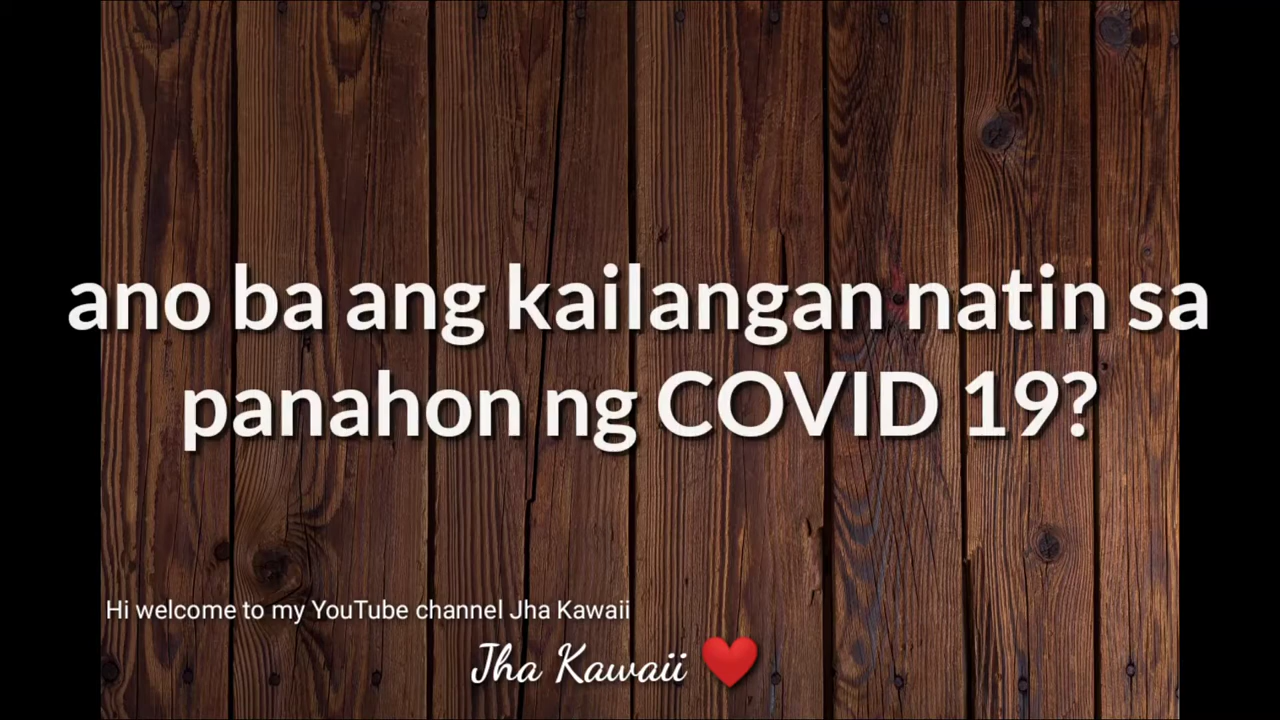 ano ba ang kailangan natin sa
panahon ng COVID 19?
Hi welcome to my YouTube channel Jha Kawaii
Jha Kawaii ❤️